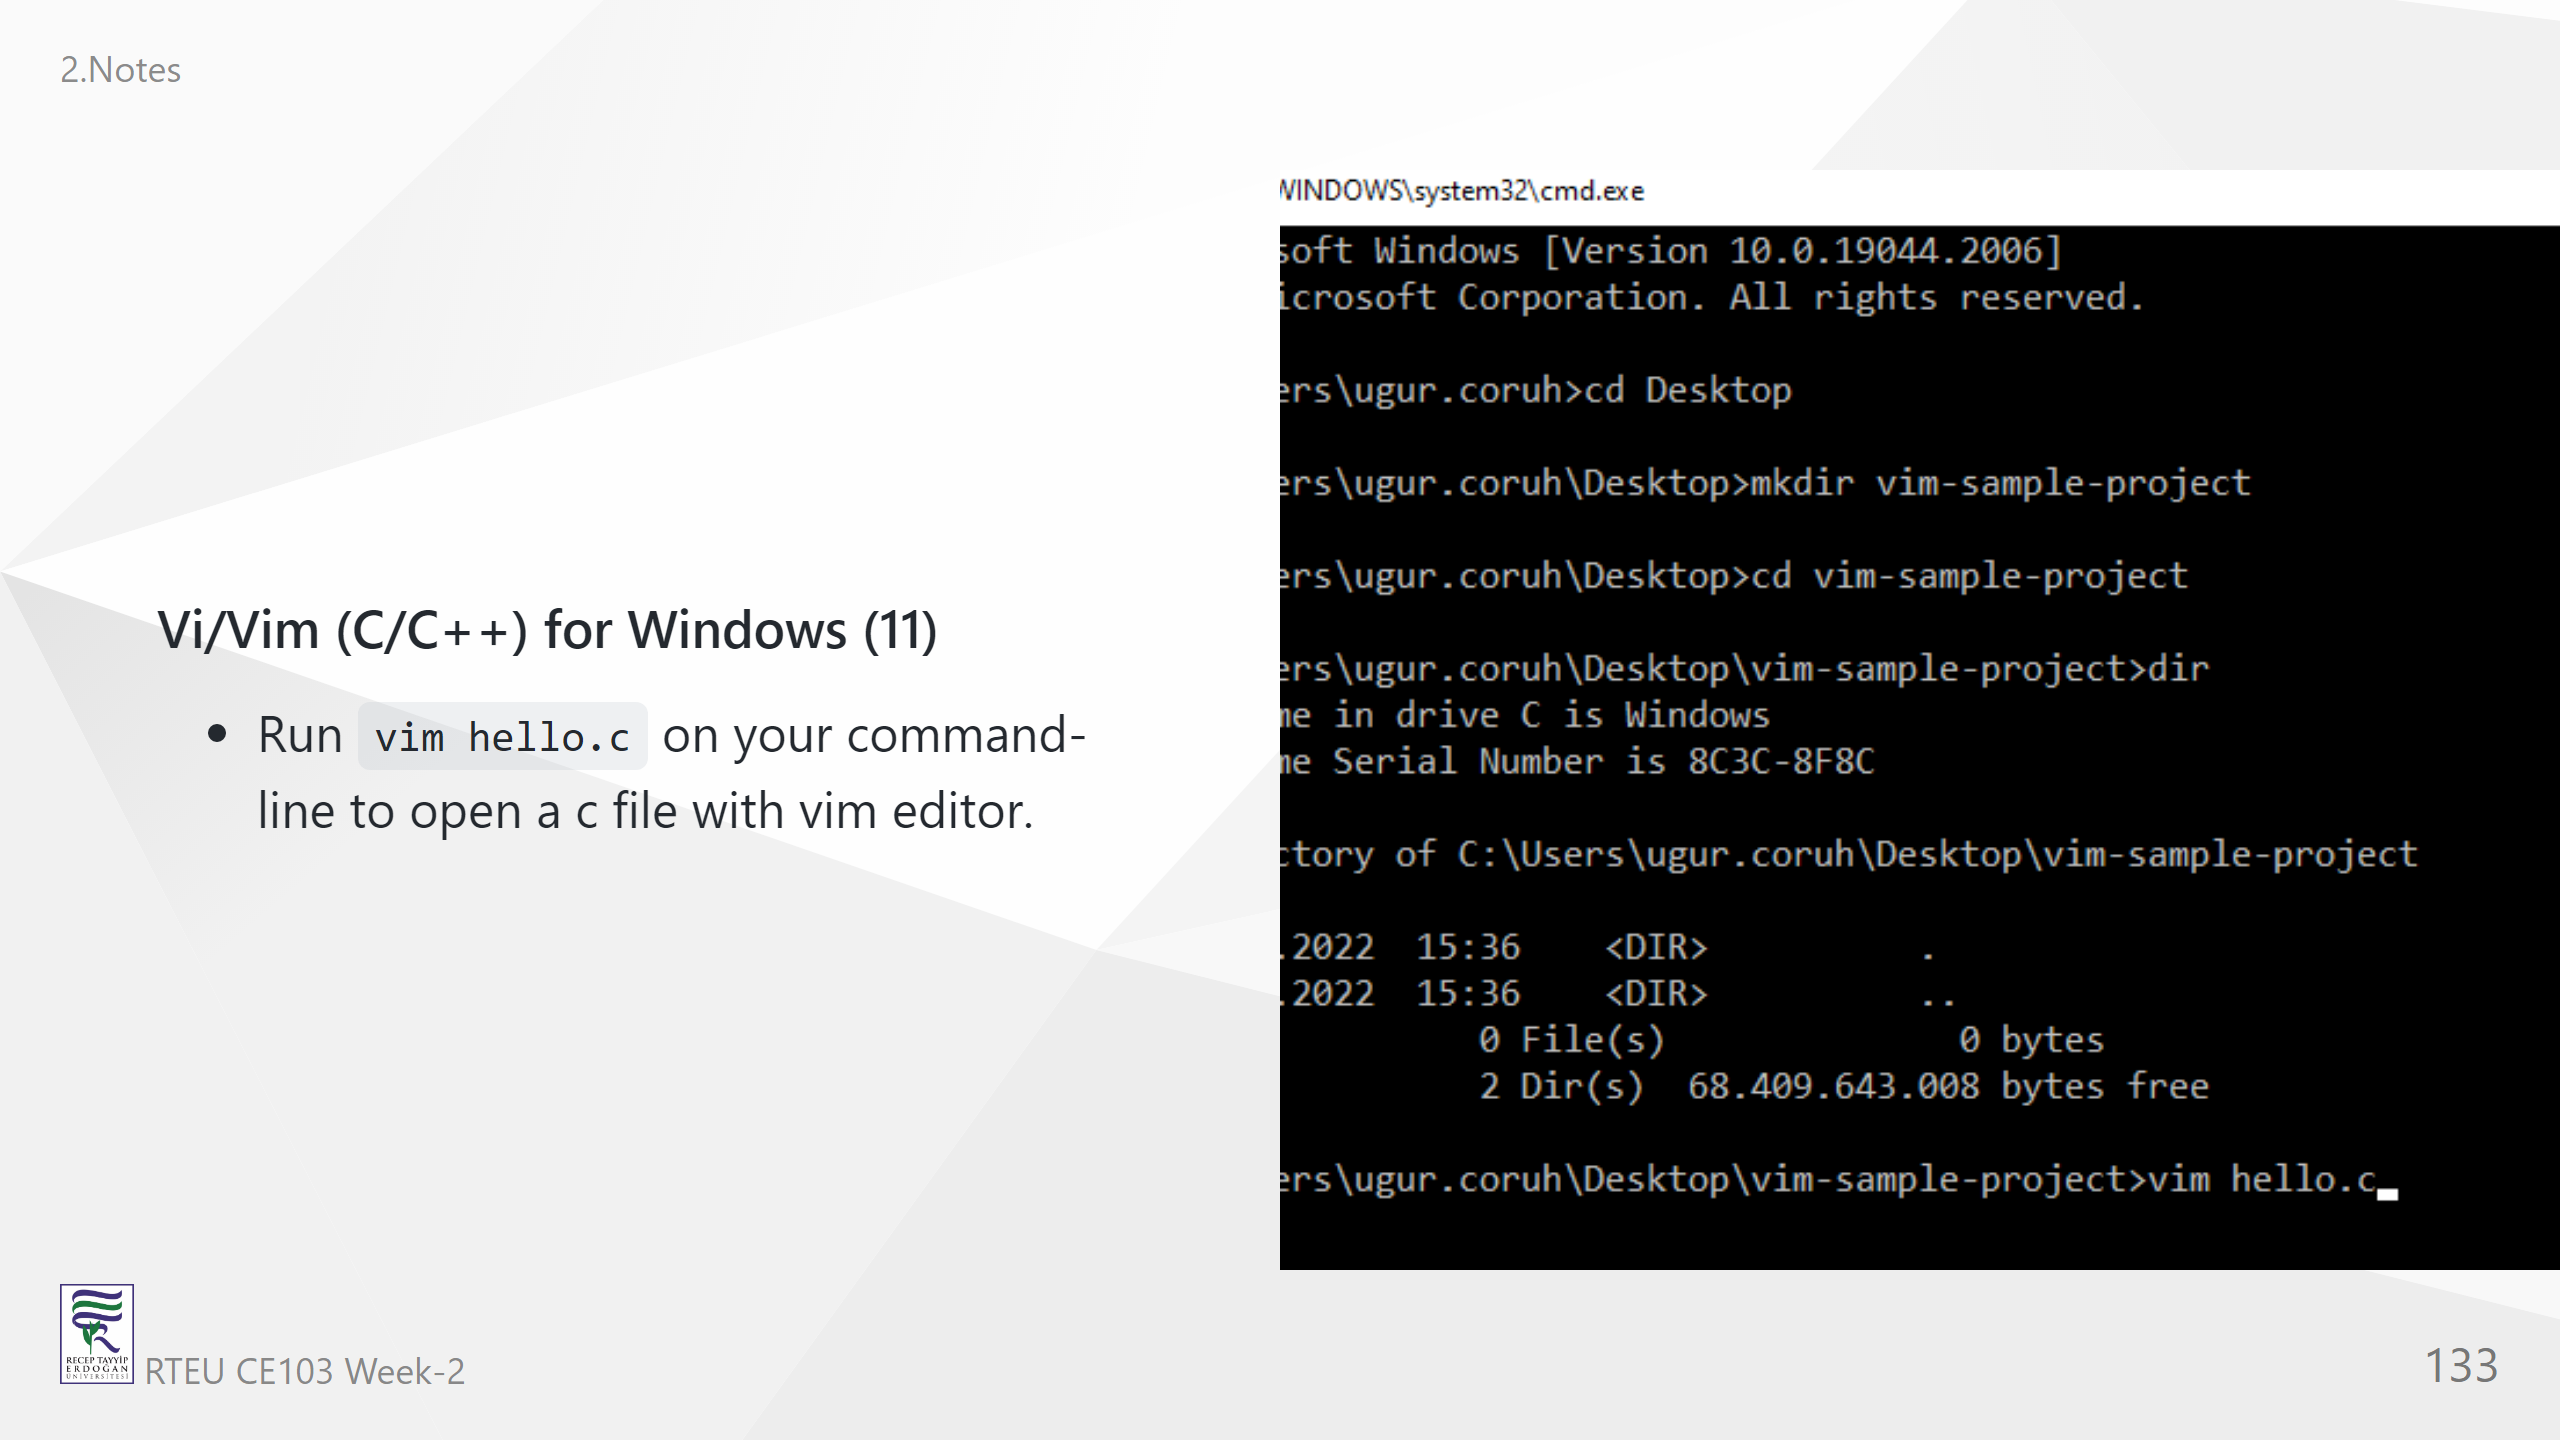 2.Notes
Vi/Vim (C/C++) for Windows (11)
• Run vim hello.c on your command-
line to open a c file with vim editor.
WINDOWS\system32\cmd.exe
soft Windows [Version 10.0.19044.2006]
icrosoft Corporation. All rights reserved.
ers\ugur.coruh>cd Desktop
ers\ugur.coruh\Desktop>mkdir vim-sample-project
ers\ugur.coruh\Desktop>cd vim-sample-project
ers\ugur.coruh\Desktop\vim-sample-project>dir
me in drive C is Windows
me Serial Number is 8C3C-8F8C
ctory of C:\Users\ugur.coruh\Desktop\vim-sample-project
.2022  15:36    <DIR>          .
.2022  15:36    <DIR>          ..
0 File(s)              0 bytes
2 Dir(s)  68.409.643.008 bytes free
ers\ugur.coruh\Desktop\vim-sample-project>vim hello.c
RECEP TAYYİP
ERDOĞAN
ÜNİVERSİTESİ
RTEU CE103 Week-2
133